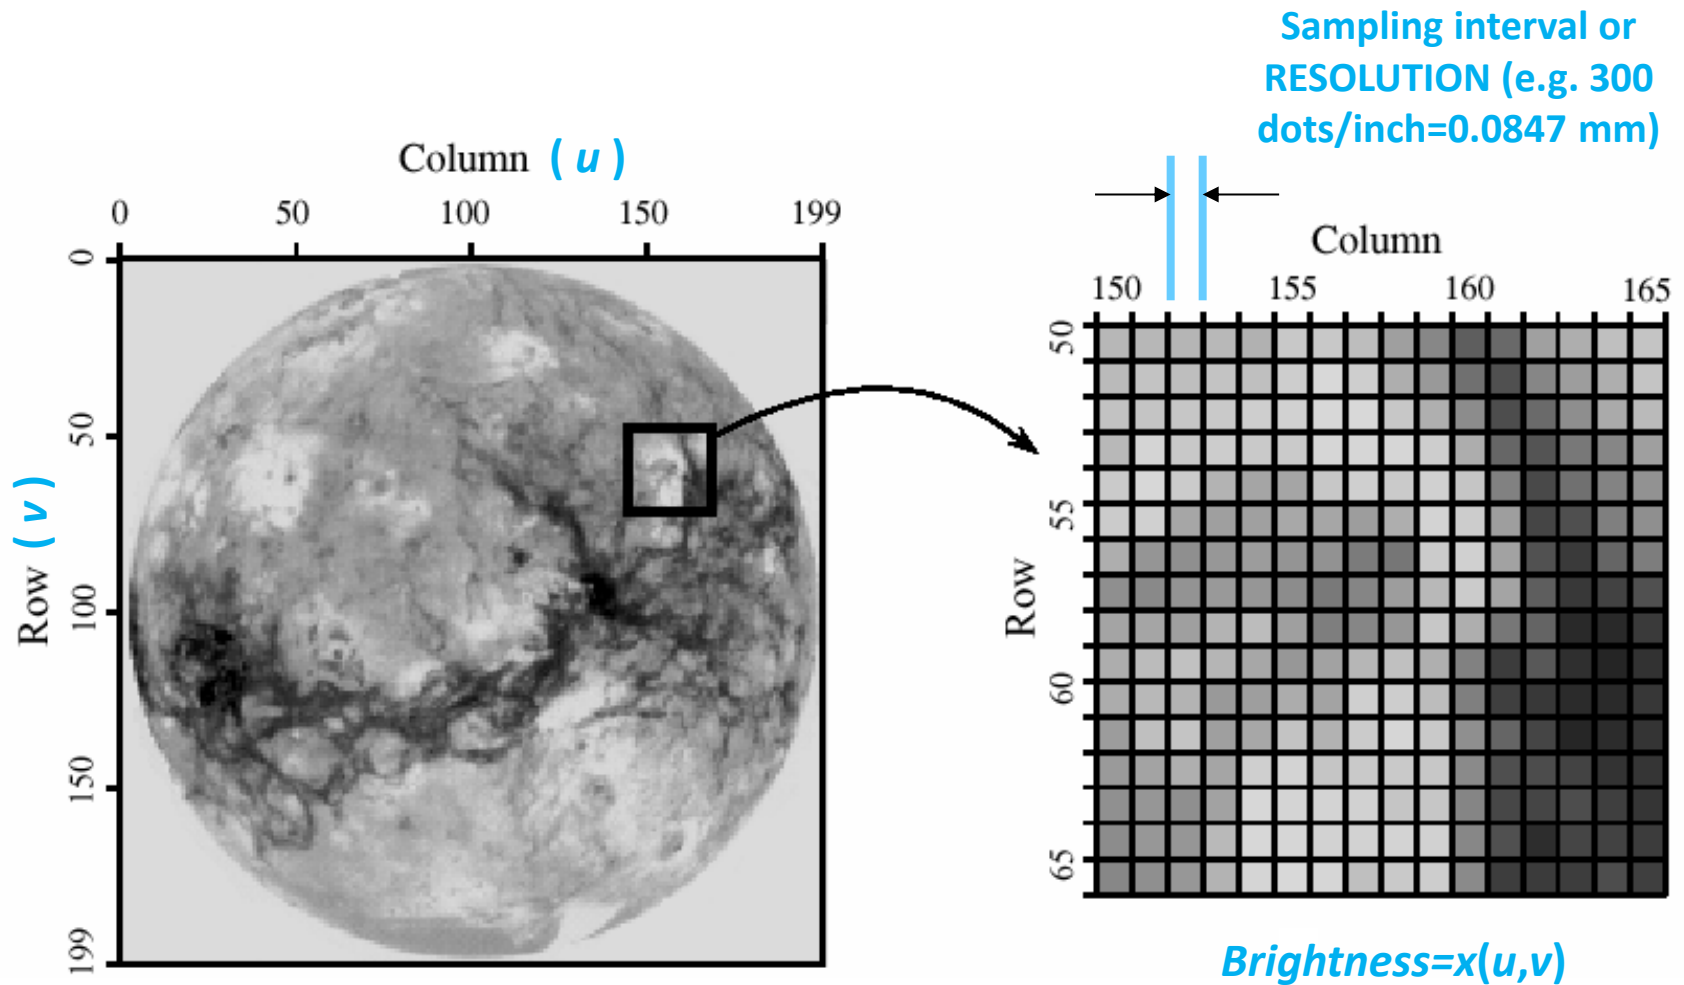 Sampling interval or
RESOLUTION (e.g. 300
dots/inch=0.0847 mm)
Column ( u )
0 50 100 150 199
Row ( v )
0 50 100 150 199
Column
150 155 160 165
Row
50 55 60 65
Brightness=x(u,v)